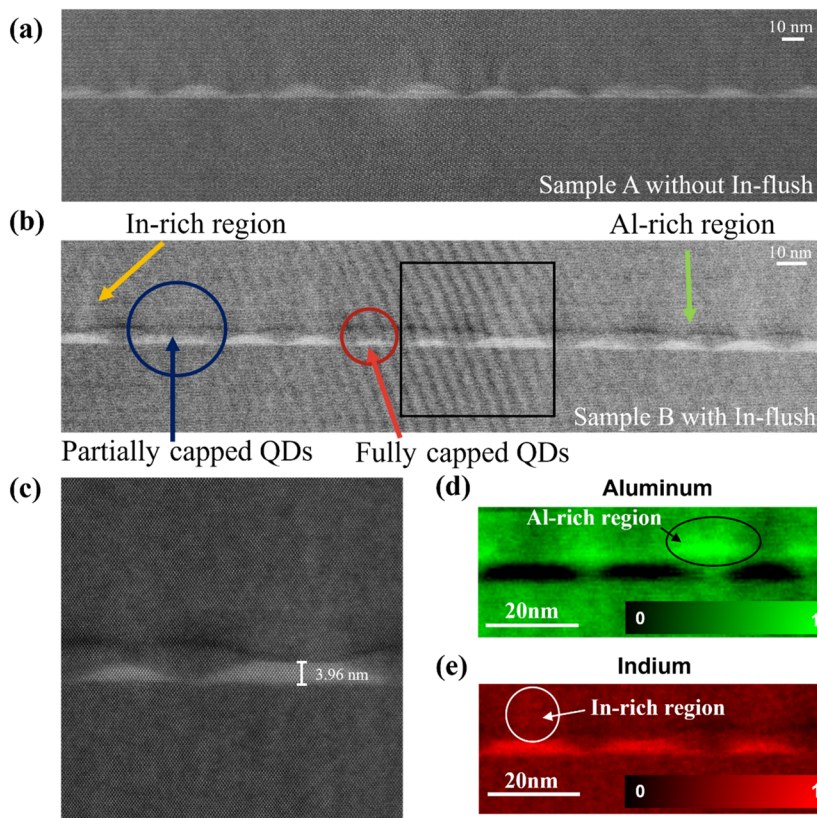 (a)
10 nm
Sample A without In-flush
In-rich region
Al-rich region
(b)
10 nm
Sample B with In-flush
Partially capped QDs
Fully capped QDs
(c)
3.96 nm
(d)
Aluminum
Al-rich region
20nm
0
1
(e)
Indium
In-rich region
20nm
0
1